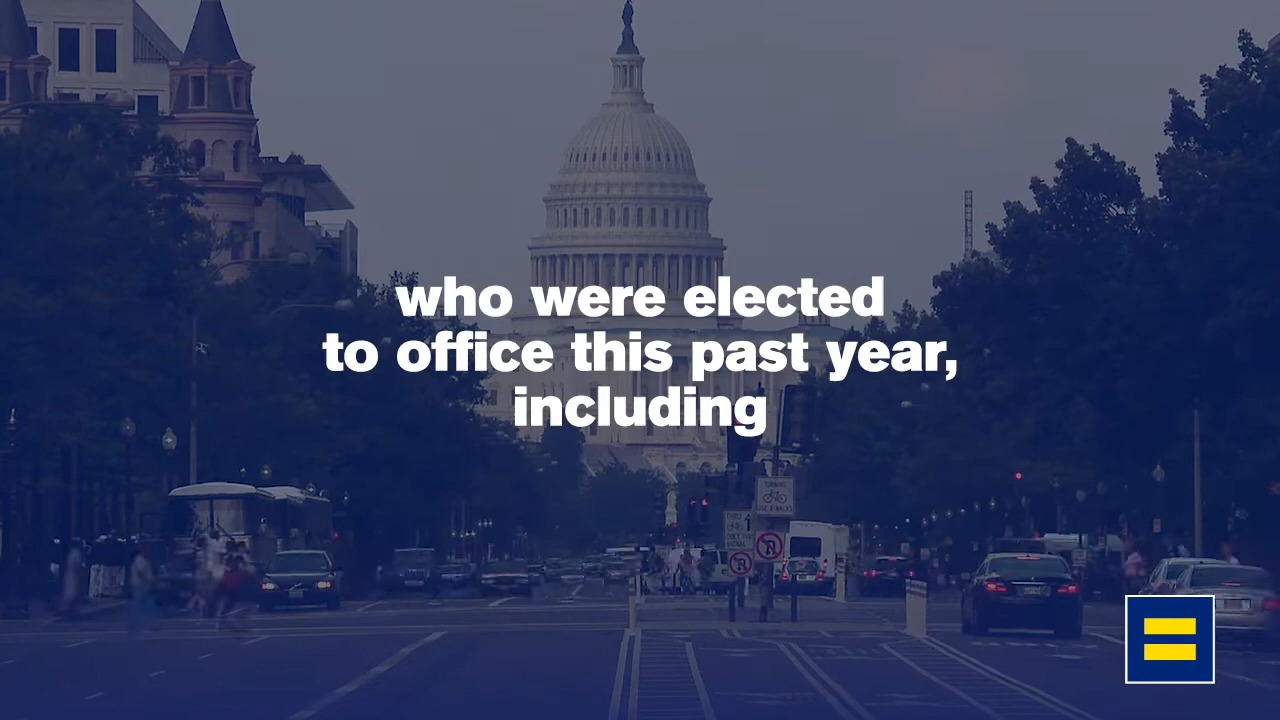 who were elected
to office this past year,
including